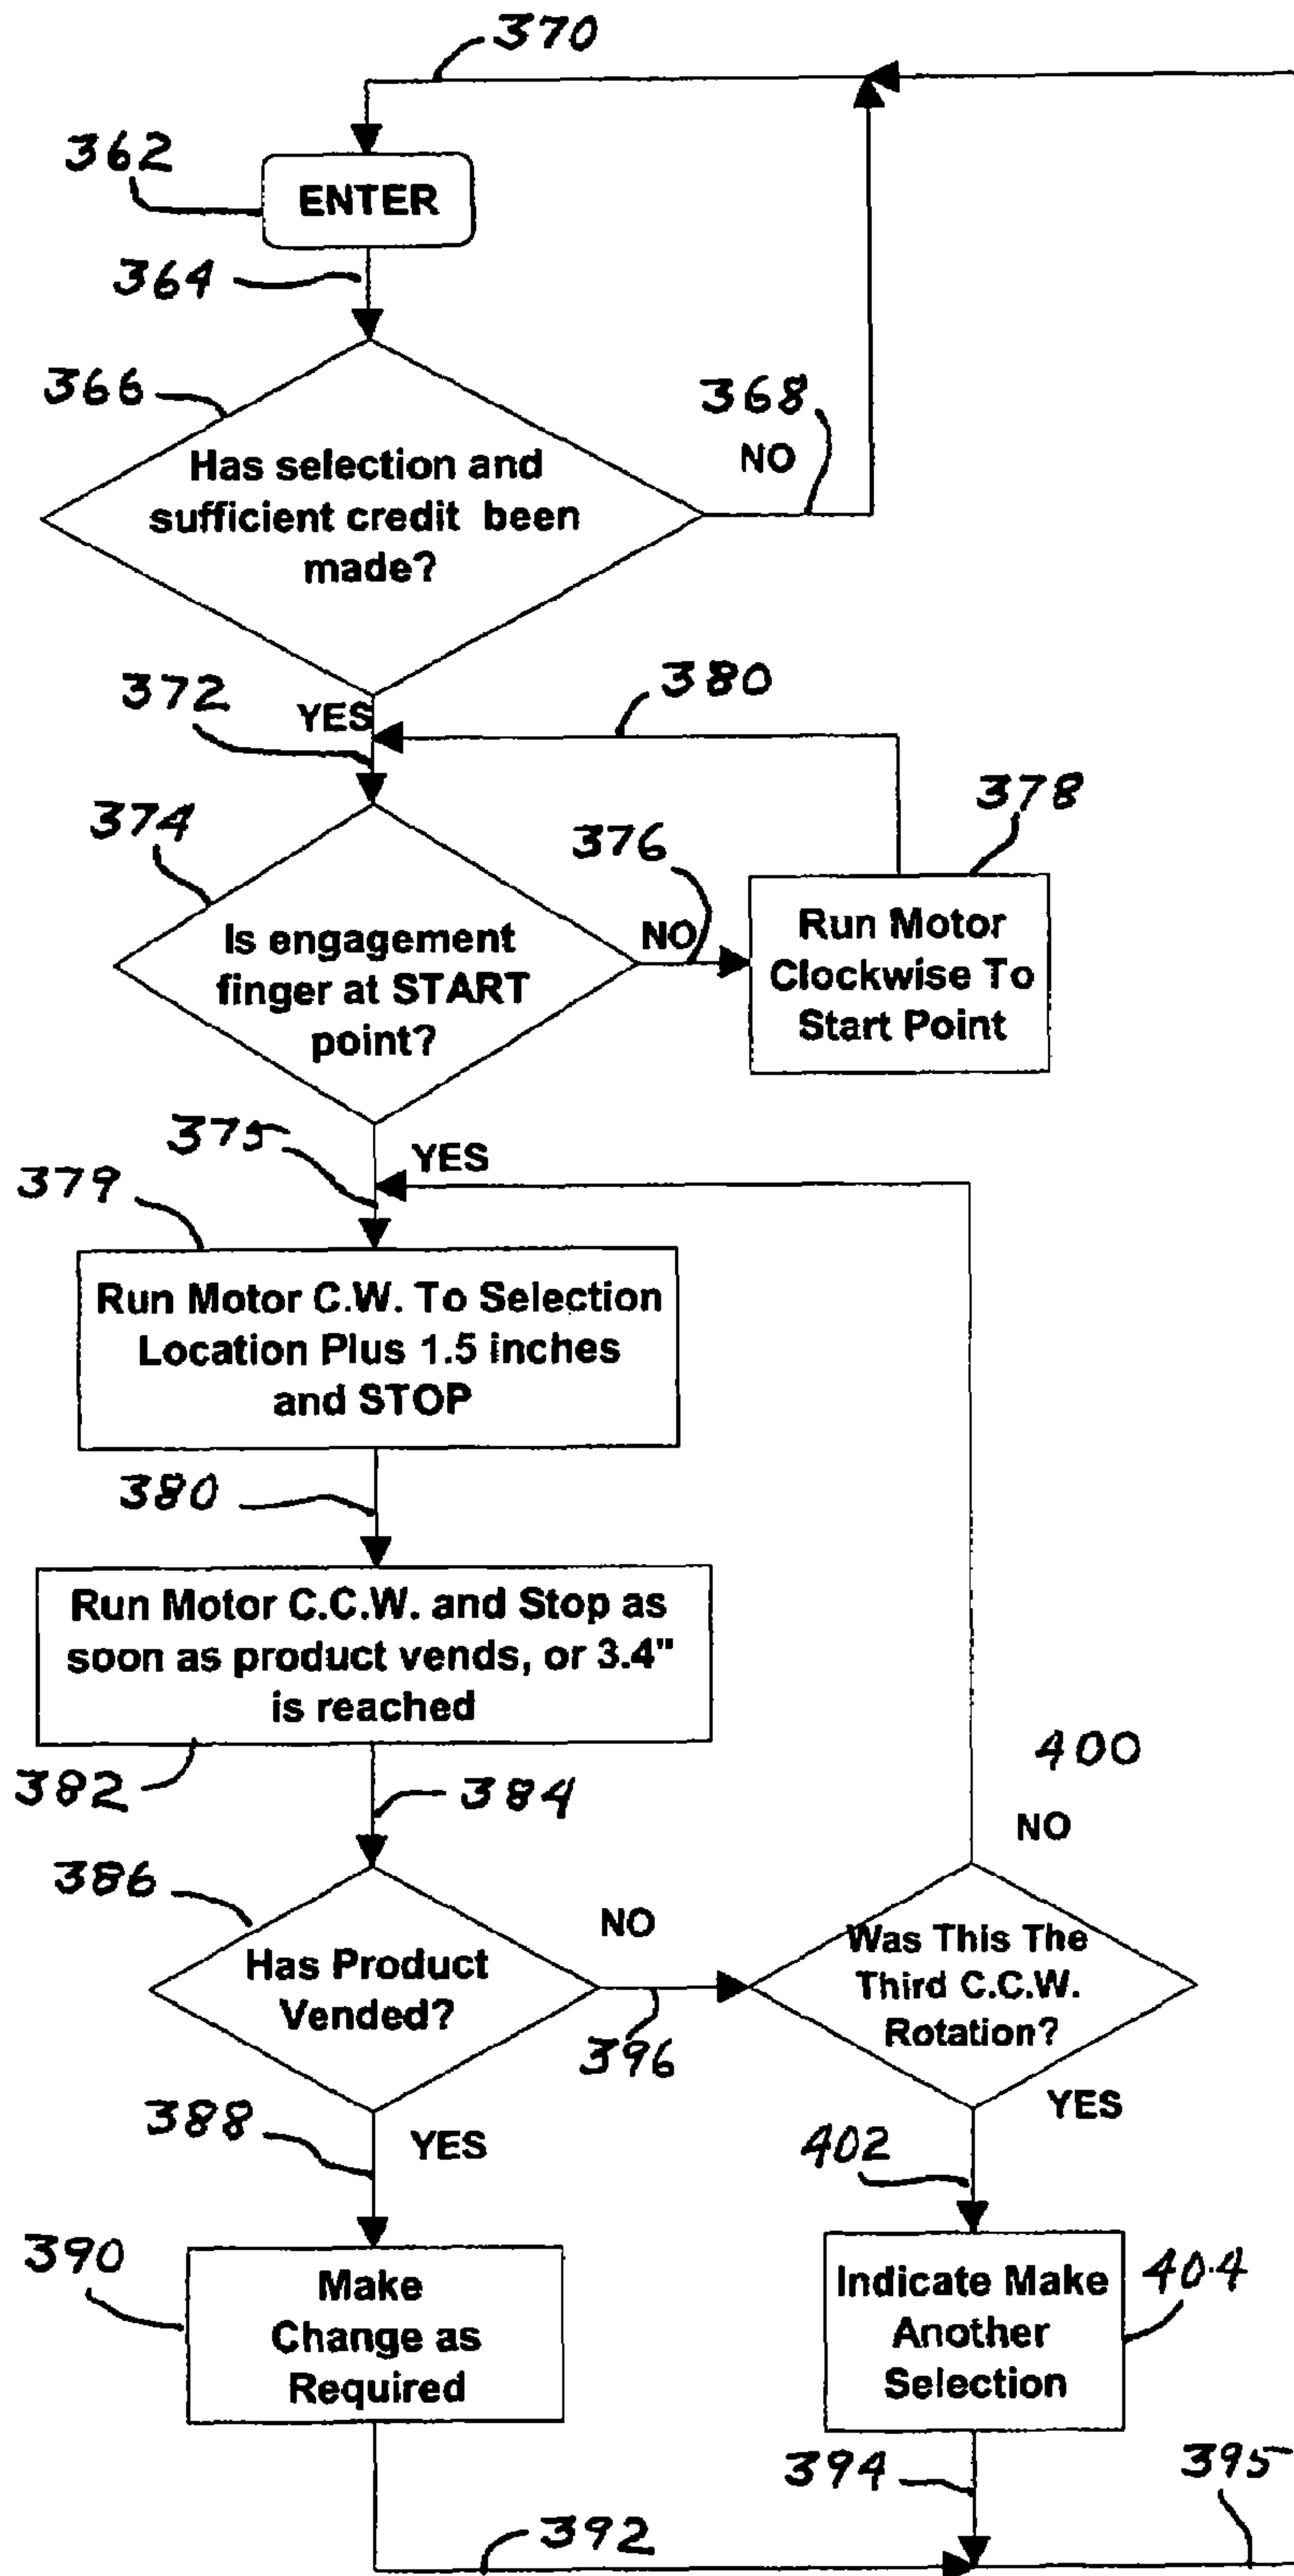 370
362
ENTER
364
366
368
NO
Has selection and
sufficient credit been
made?
372
YES
380
378
374
376
NO
Is engagement
finger at START
point?
Run Motor
Clockwise To
Start Point
375
YES
379
Run Motor C.W. To Selection
Location Plus 1.5 inches
and STOP
380
Run Motor C.C.W. and Stop as
soon as product vends, or 3.4"
is reached
382
384
400
NO
386
Has Product
Vended?
NO
396
Was This The
Third C.C.W.
Rotation?
388
YES
YES
402
390
Make
Change as
Required
Indicate Make
Another
Selection
404
394
395
392